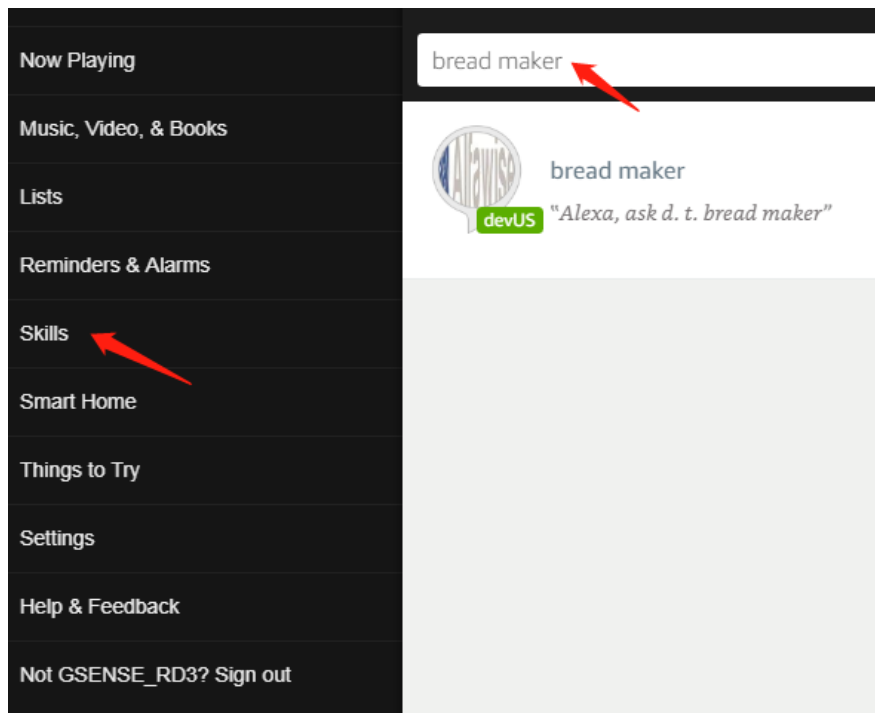 Now Playing
Music, Video, & Books
Lists
Reminders & Alarms
Skills
Smart Home
Things to Try
Settings
Help & Feedback
Not GSENSE_RD3? Sign out
bread maker
Alfawise
devUS
bread maker
"Alexa, ask d. t. bread maker"